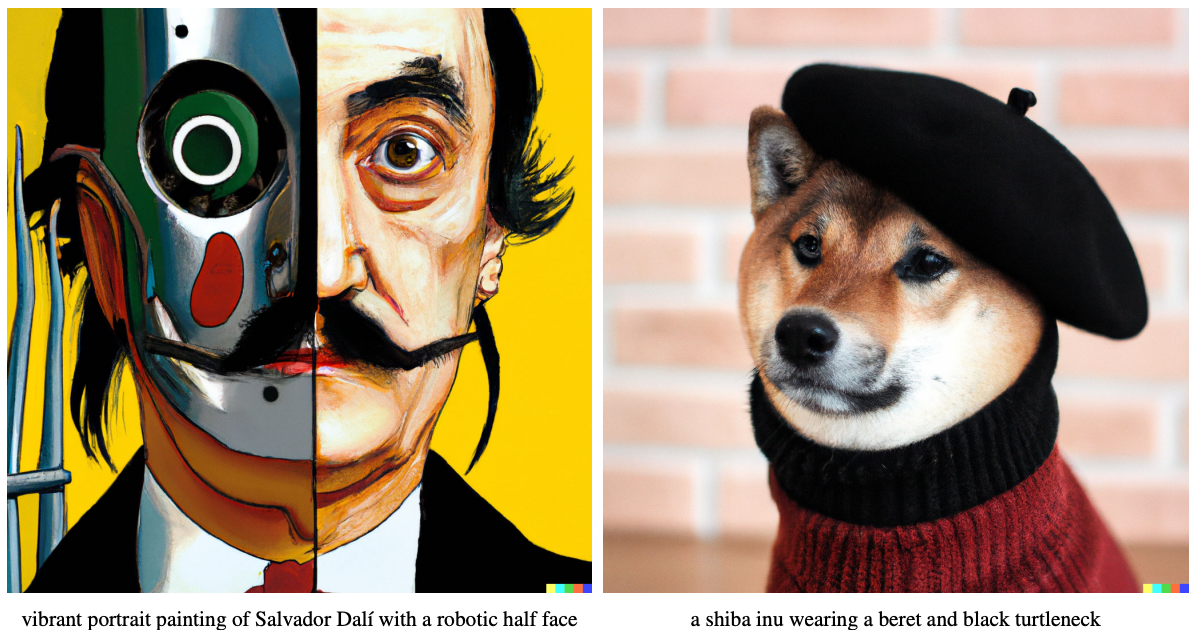 vibrant portrait painting of Salvador Dalí with a robotic half face
a shiba inu wearing a beret and black turtleneck